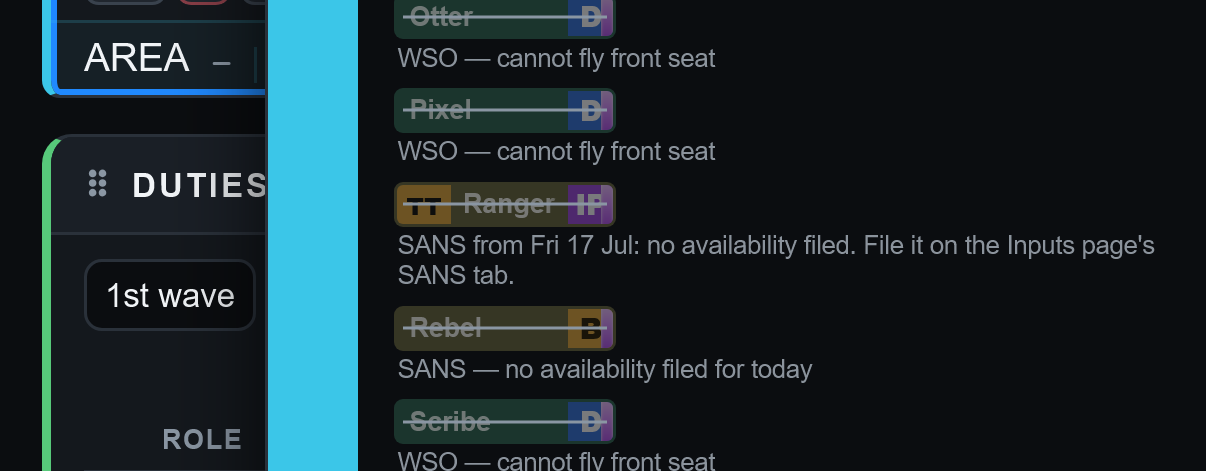 AREA –
DUTIES
1st wave
ROLE
Otter D
WSO — cannot fly front seat
Pixel D
WSO — cannot fly front seat
TT Ranger IP
SANS from Fri 17 Jul: no availability filed. File it on the Inputs page's
SANS tab.
Rebel B
SANS — no availability filed for today
Scribe D
WSO — cannot fly front seat